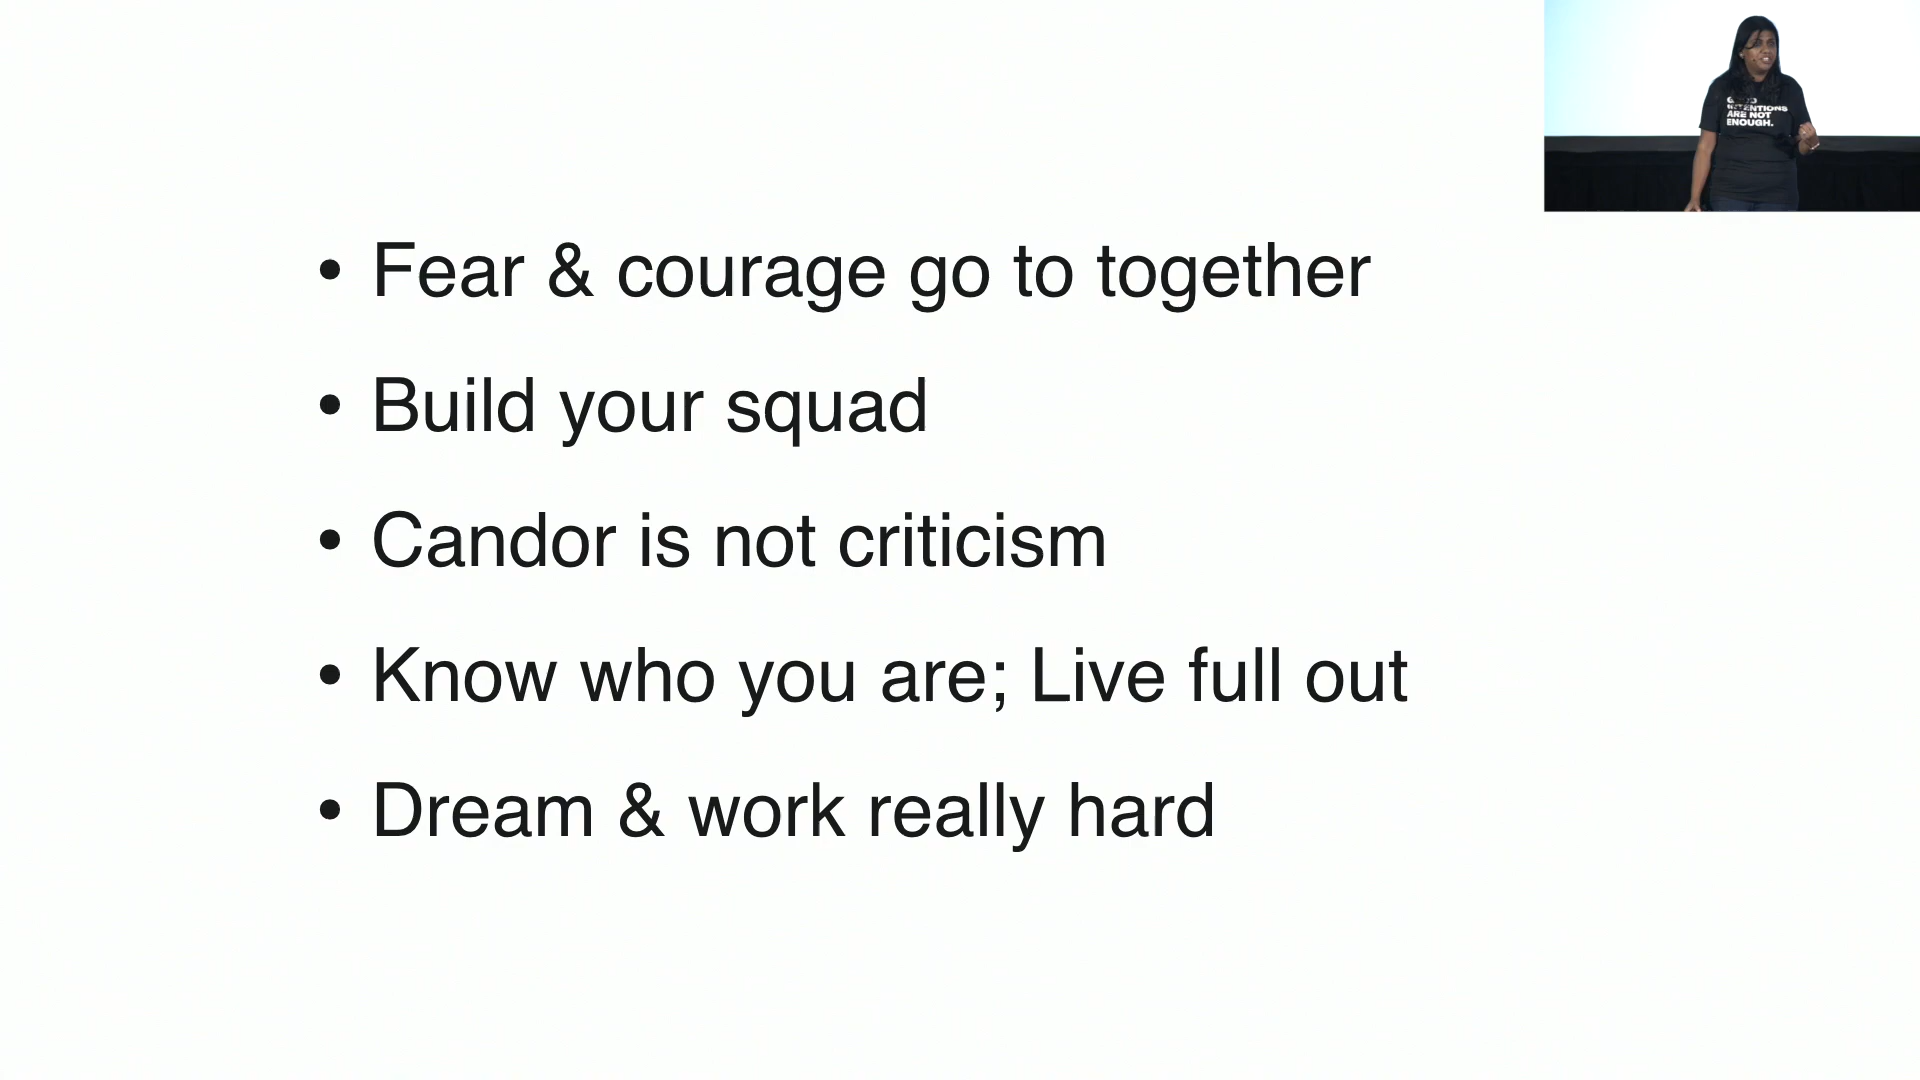 • Fear & courage go to together
• Build your squad
• Candor is not criticism
• Know who you are; Live full out
• Dream & work really hard
INTENTIONS
ARE NOT
ENOUGH.